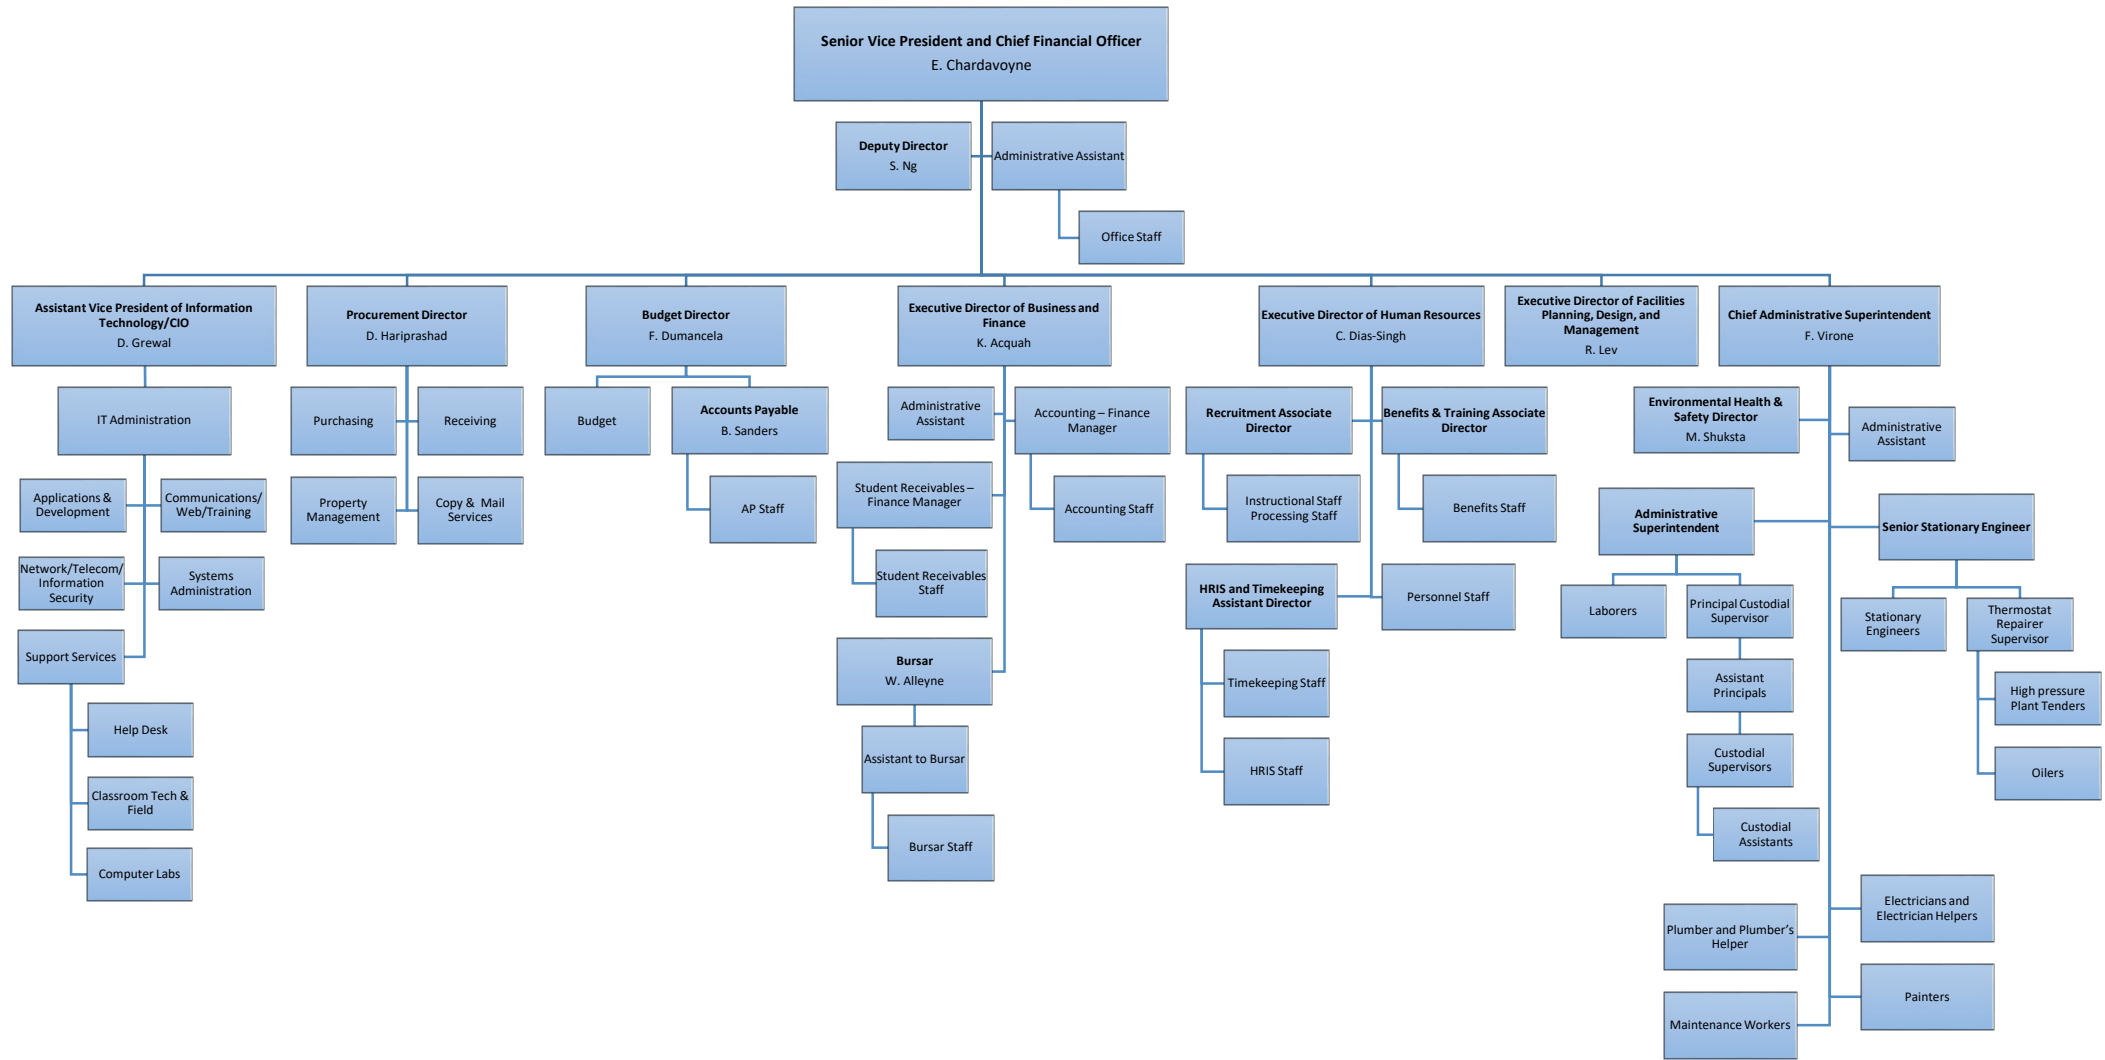 Senior Vice President and Chief Financial Officer
E. Chardavoyne
Deputy Director
S. Ng
Administrative Assistant
Office Staff
Assistant Vice President of Information
Technology/CIO
D. Grewal
Procurement Director
D. Hariprashad
Budget Director
F. Dumancela
Executive Director of Business and
Finance
K. Acquah
Executive Director of Human Resources
C. Dias-Singh
Executive Director of Facilities
Planning, Design, and
Management
R. Lev
Chief Administrative Superintendent
F. Virone
IT Administration
Applications &
Development
Communications/
Web/Training
Network/Telecom/
Information
Security
Systems
Administration
Support Services
Help Desk
Classroom Tech &
Field
Computer Labs
Purchasing
Receiving
Property
Management
Copy & Mail
Services
Budget
Accounts Payable
B. Sanders
AP Staff
Administrative
Assistant
Accounting – Finance
Manager
Student Receivables –
Finance Manager
Accounting Staff
Student Receivables
Staff
Bursar
W. Alleyne
Assistant to Bursar
Bursar Staff
Recruitment Associate
Director
Benefits & Training Associate
Director
Instructional Staff
Processing Staff
Benefits Staff
HRIS and Timekeeping
Assistant Director
Personnel Staff
Timekeeping Staff
HRIS Staff
Environmental Health &
Safety Director
M. Shuksta
Administrative
Assistant
Administrative
Superintendent
Senior Stationary Engineer
Laborers
Principal Custodial
Supervisor
Assistant
Principals
Custodial
Supervisors
Custodial
Assistants
Stationary
Engineers
Thermostat
Repairer
Supervisor
High pressure
Plant Tenders
Oilers
Electricians and
Electrician Helpers
Plumber and Plumber's
Helper
Painters
Maintenance Workers